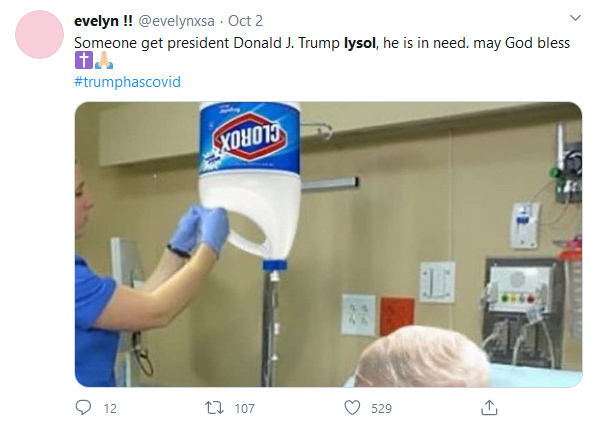 evelyn !! @evelynxsa · Oct 2
Someone get president Donald J. Trump lysol, he is in need. may God bless
✝️🙏🏼
#trumphascovid
CLOROX
12 107 529